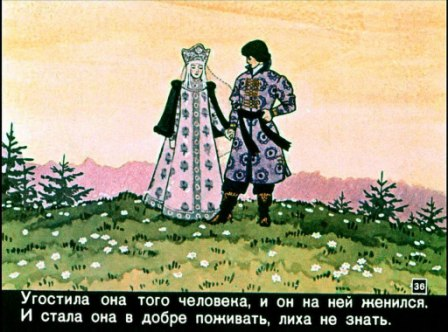 36
Угостила она того человека, и он на ней женился.
И стала она в добре поживать, лиха не знать.